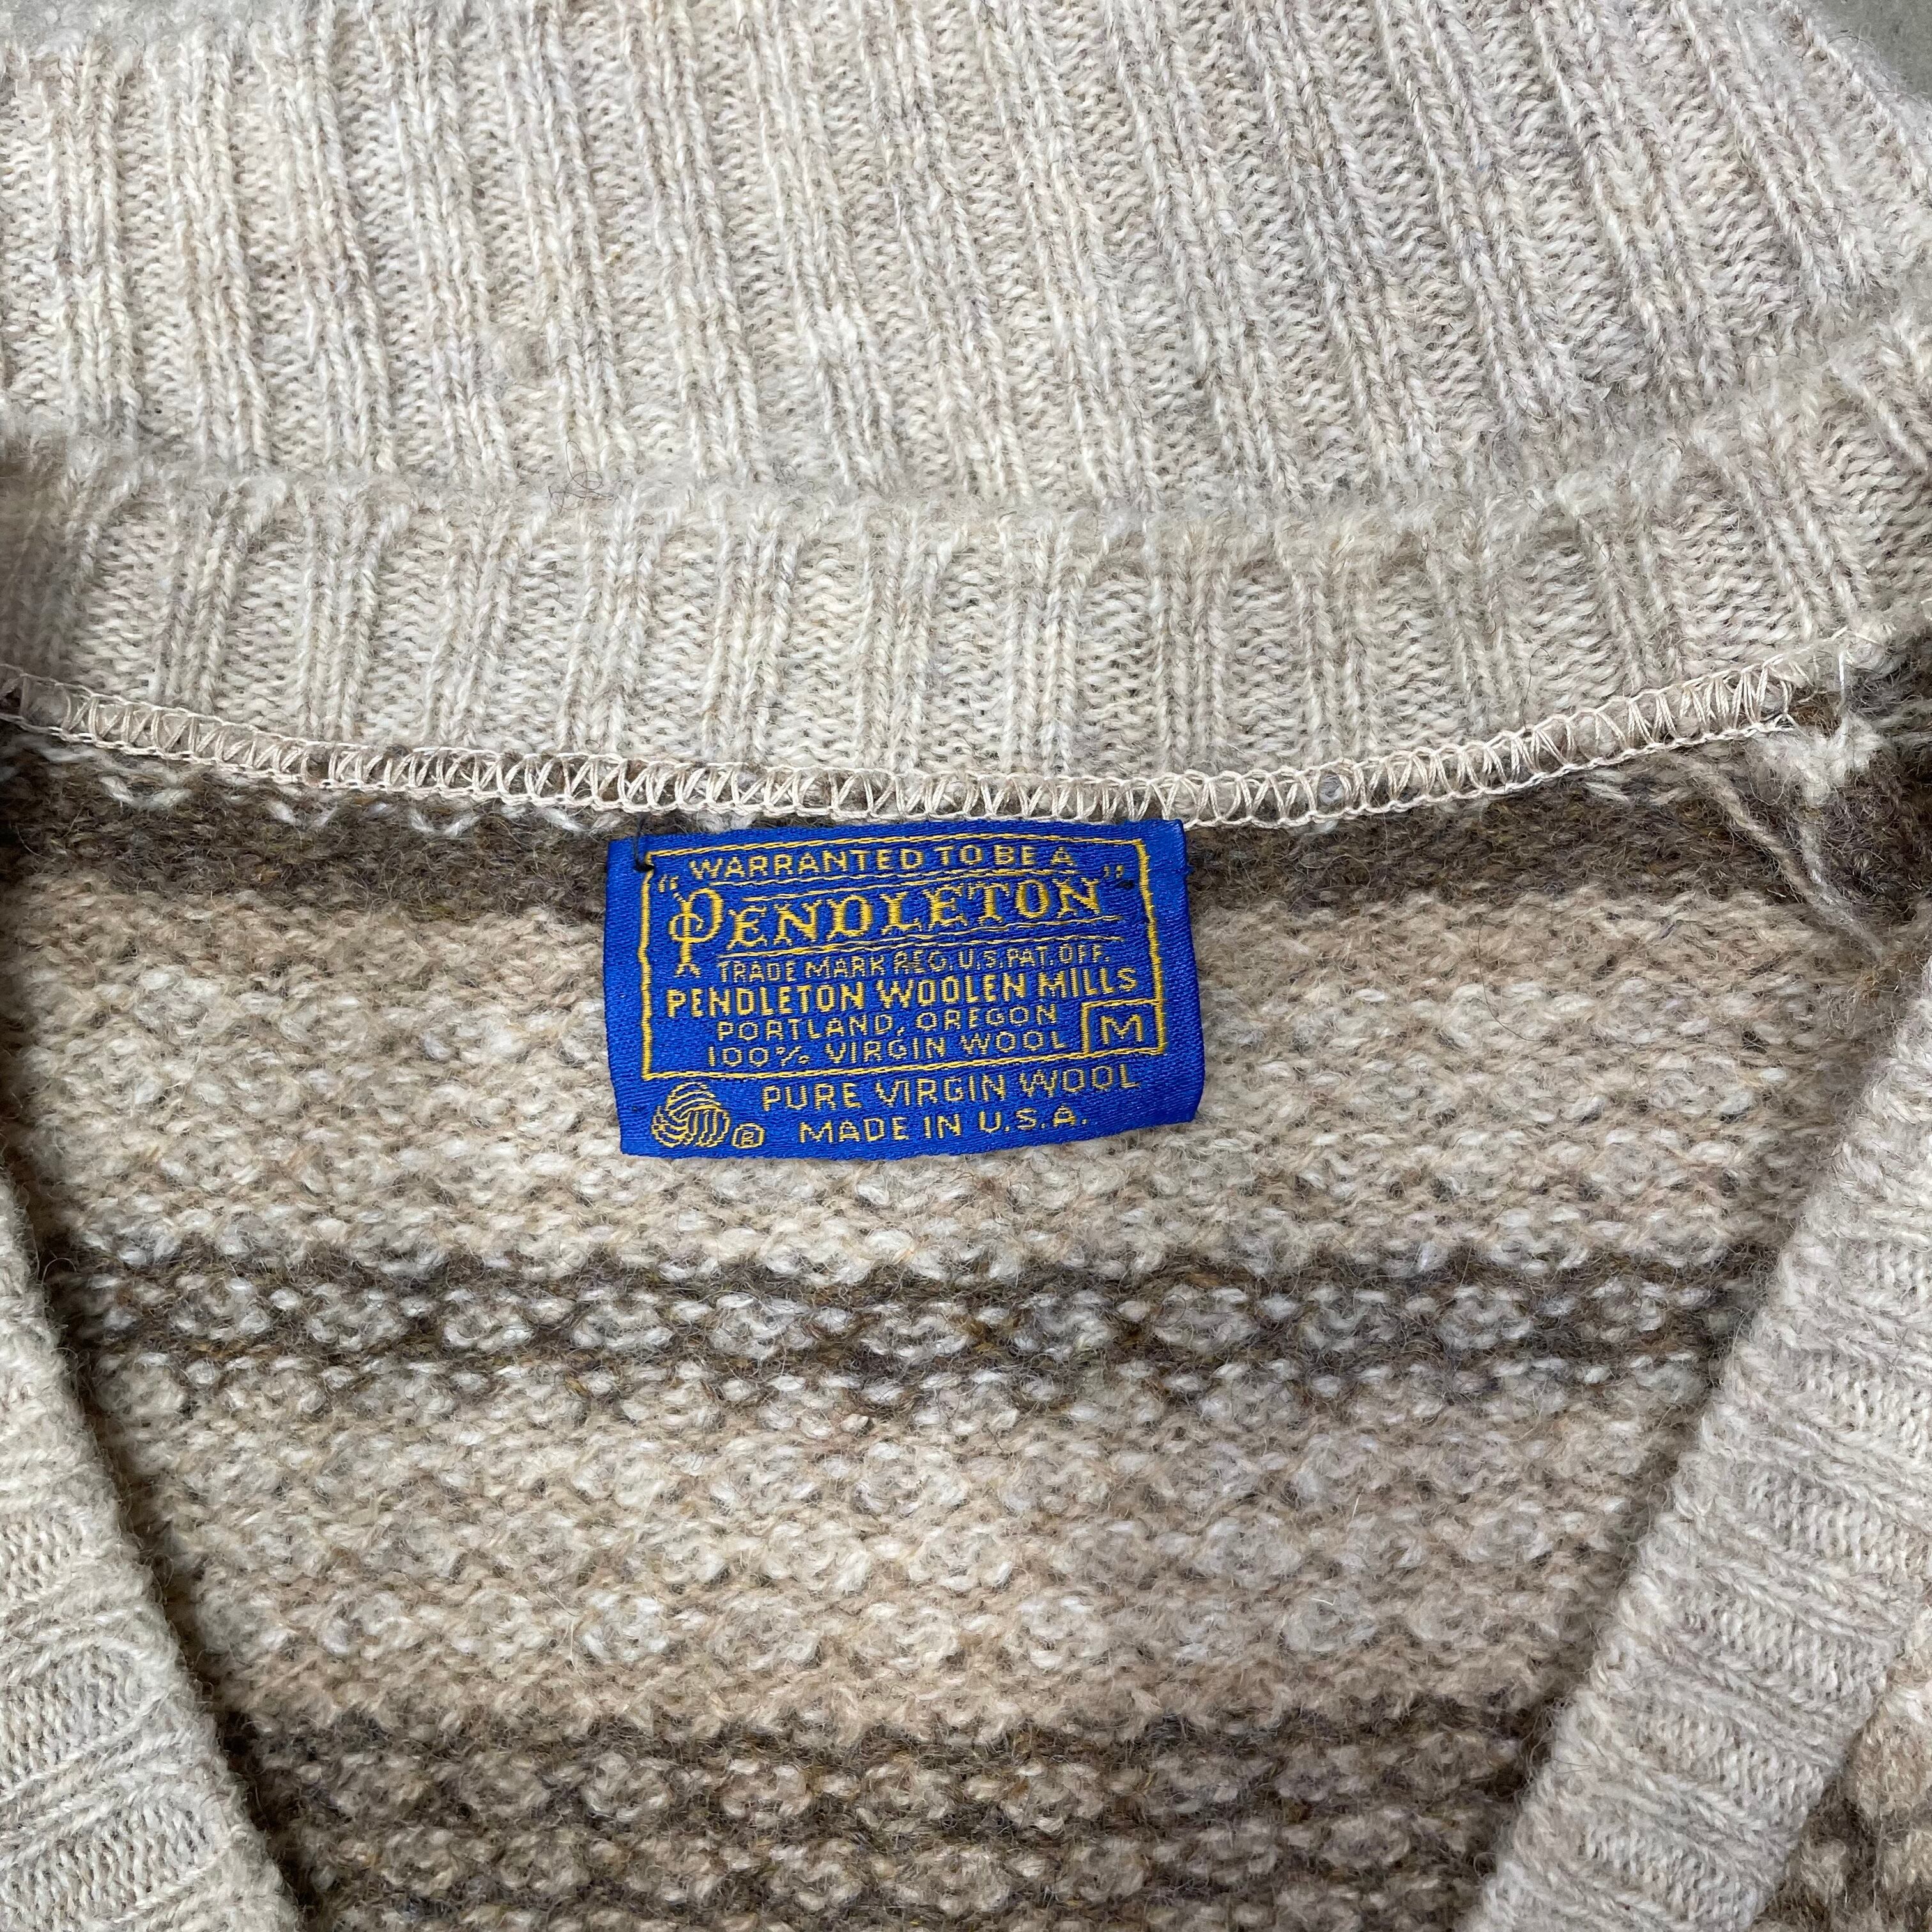 WARRANTED TO BE A
"PENDLETON"
TRADE MARK REG. U.S. PAT. OFF.
PENDLETON WOOLEN MILLS
PORTLAND, OREGON
100% VIRGIN WOOL M
PURE VIRGIN WOOL
® MADE IN U.S.A.